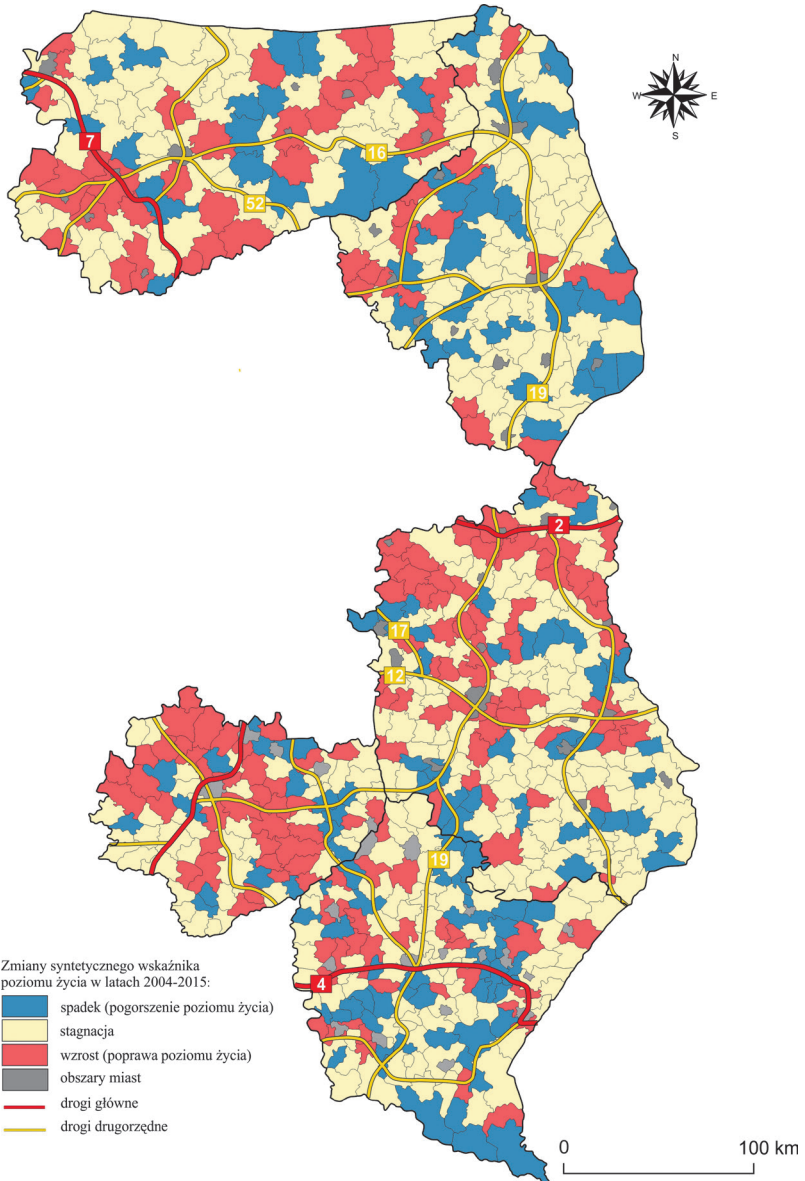 N
W E
S
7
16
52
19
2
17
12
19
4
Zmiany syntetycznego wskaźnika
poziomu życia w latach 2004-2015:
spadek (pogorszenie poziomu życia)
stagnacja
wzrost (poprawa poziomu życia)
obszary miast
drogi główne
drogi drugorzędne
0 100 km